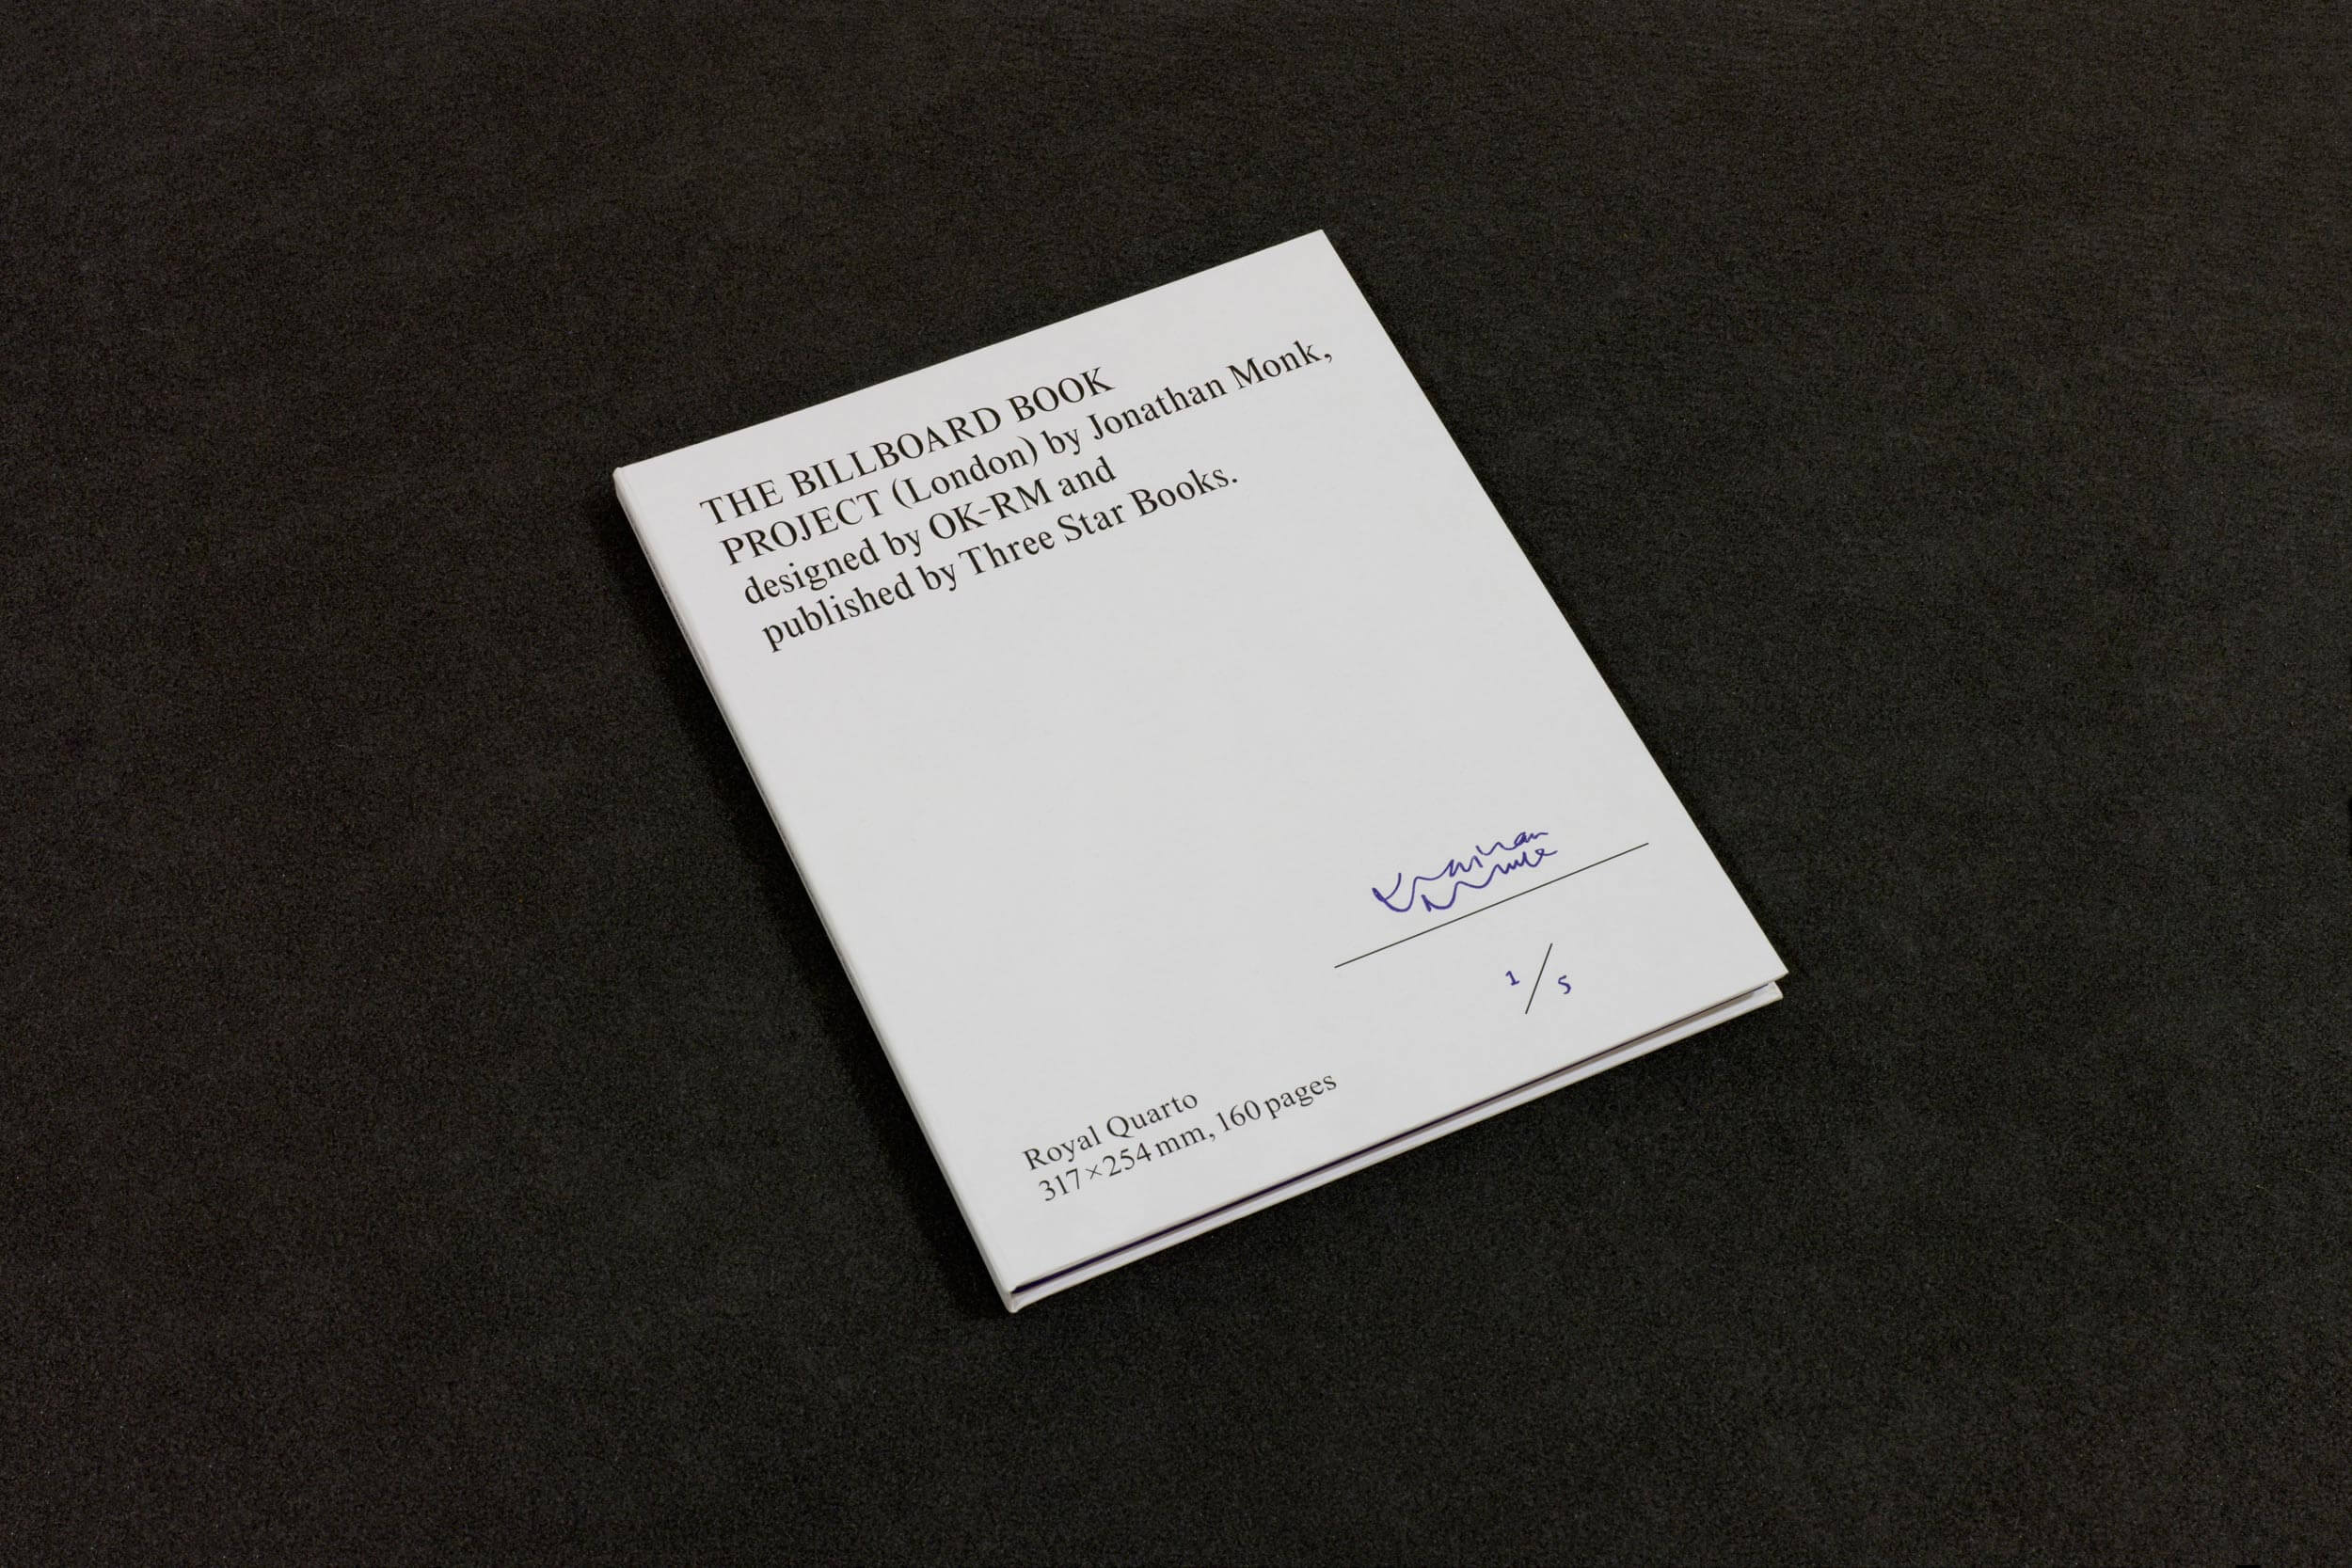 THE BILLBOARD BOOK
PROJECT (London) by Jonathan Monk,
designed by OK-RM and
published by Three Star Books.
1/5
Royal Quarto
317×254 mm, 160 pages